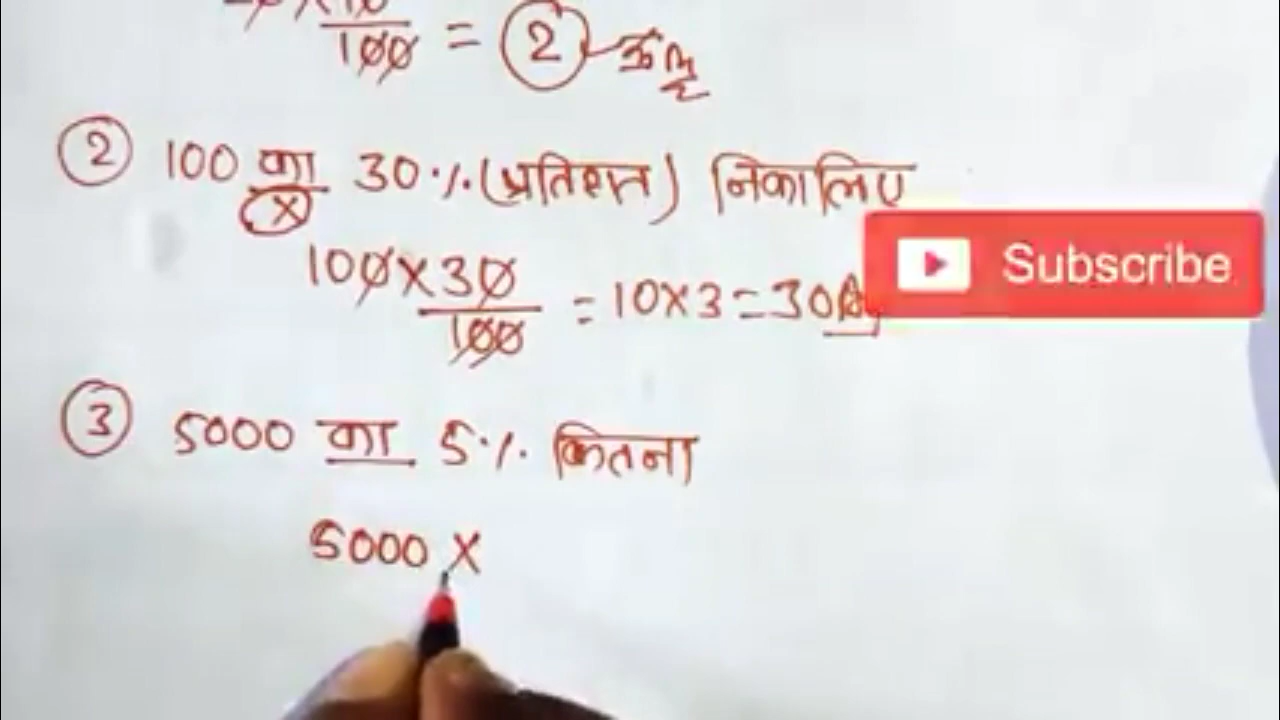 100 = 2
② 100 का 30% (प्रतिशत) निकालिए
(X)
100 X 30
100
= 10 X 3 = 30
Subscribe
③ 5000 का 5% कितना
5000 X